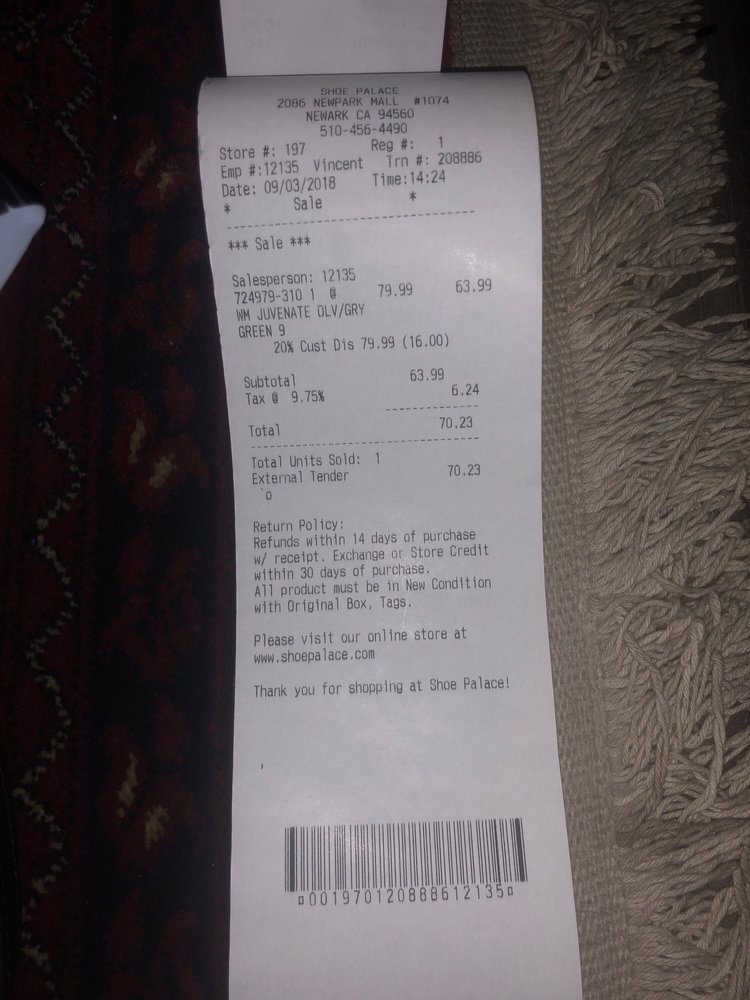 SHOE PALACE
2086 NEWPARK MALL #1074
NEWARK CA 94560
510-456-4490
Store #: 197 Reg #: 1
Emp #:12135 Vincent Trn #: 208886
Date: 09/03/2018 Time:14:24
* Sale *
*** Sale ***
Salesperson: 12135
724979-310 1 @ 79.99 63.99
WM JUVENATE OLV/GRY
GREEN 9
20% Cust Dis 79.99 (16.00)
Subtotal 63.99
Tax @ 9.75% 6.24
Total 70.23
Total Units Sold: 1
External Tender 70.23
`o
Return Policy:
Refunds within 14 days of purchase
w/ receipt. Exchange or Store Credit
within 30 days of purchase.
All product must be in New Condition
with Original Box, Tags.
Please visit our online store at
www.shoepalace.com
Thank you for shopping at Shoe Palace!
,
¤001970120888612135¤